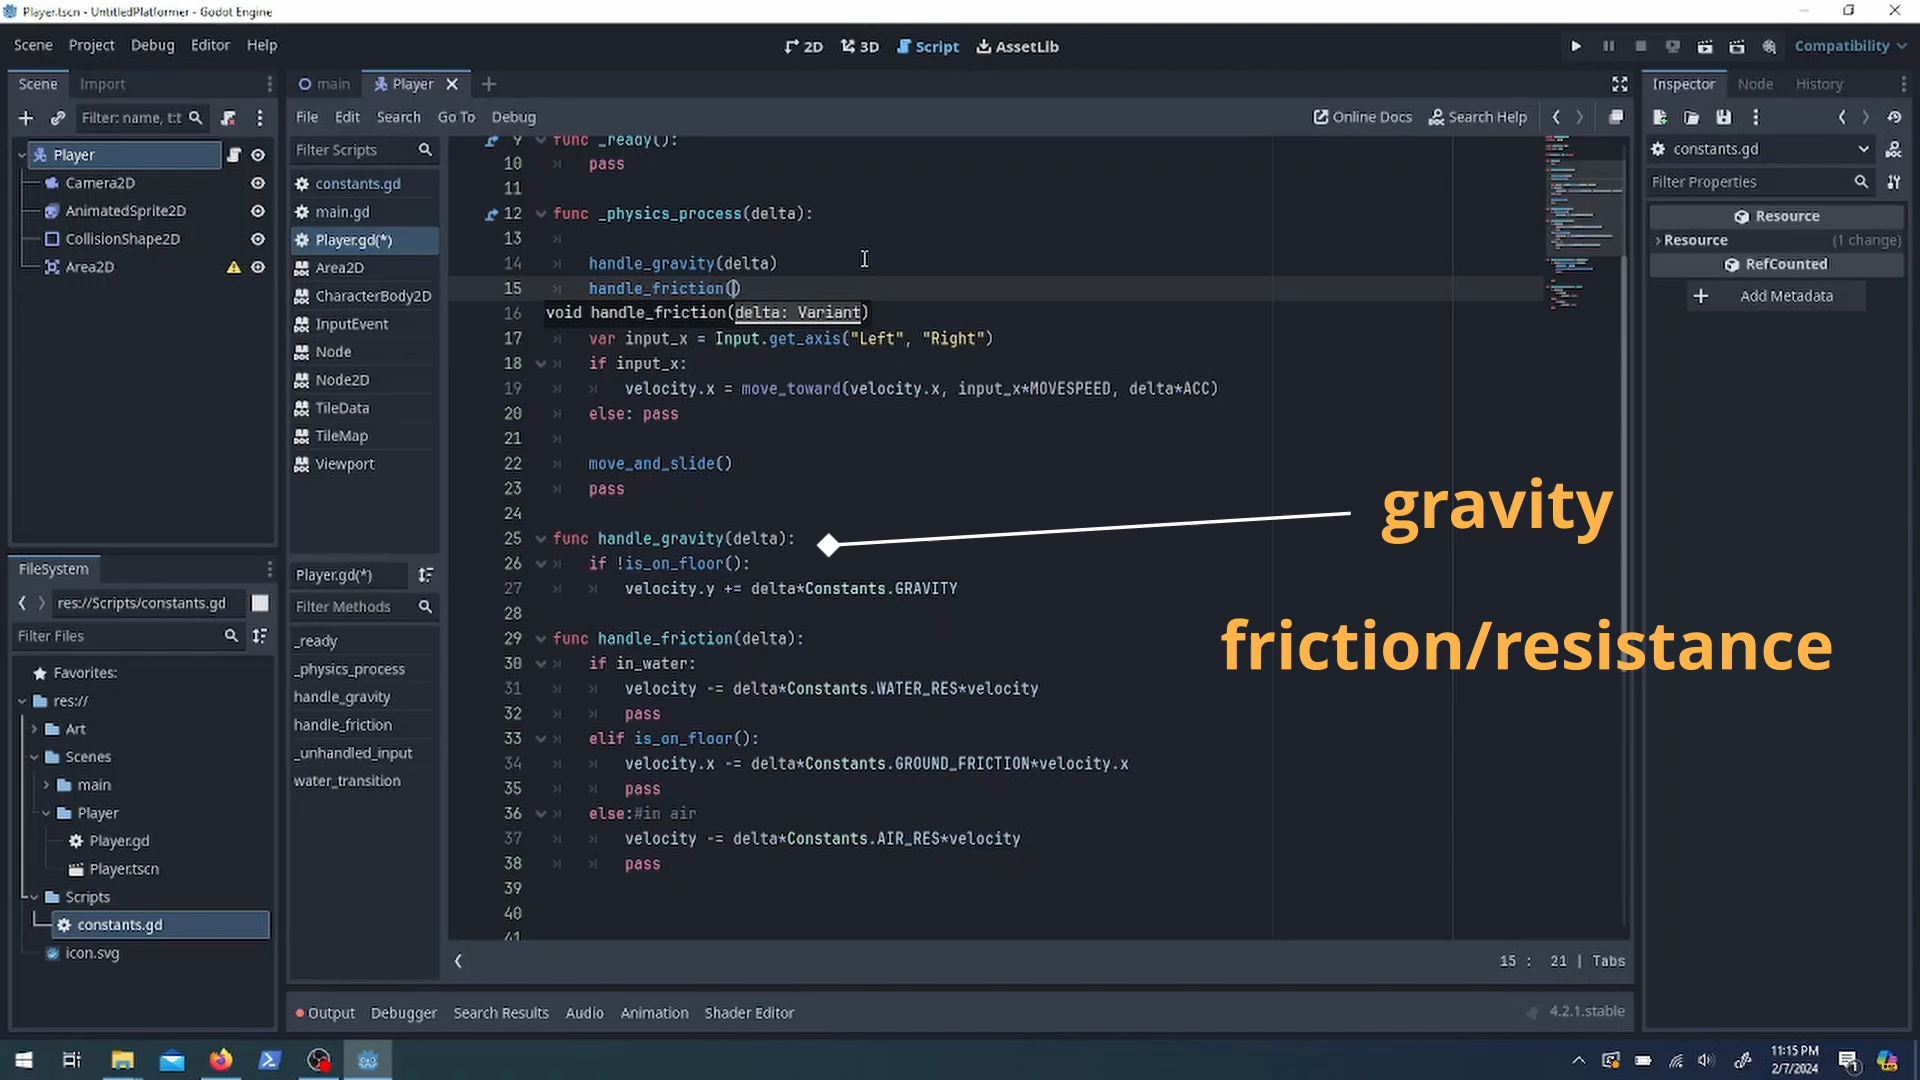 Player.tscn - UntitledPlatformer - Godot Engine
Scene Project Debug Editor Help
2D 3D Script AssetLib
Compatibility
Scene Import
Filter: name, t:t
Player
Camera2D
AnimatedSprite2D
CollisionShape2D
Area2D
FileSystem
res://Scripts/constants.gd
Filter Files
Favorites:
res://
Art
Scenes
main
Player
Player.gd
Player.tscn
Scripts
constants.gd
icon.svg
main Player
File Edit Search Go To Debug
Online Docs Search Help
Filter Scripts
constants.gd
main.gd
Player.gd(*)
Area2D
CharacterBody2D
InputEvent
Node
Node2D
TileData
TileMap
Viewport
Player.gd(*)
Filter Methods
_ready
_physics_process
handle_gravity
handle_friction
_unhandled_input
water_transition
9 func _ready():
10 pass
11
12 func _physics_process(delta):
13
14 handle_gravity(delta)
15 handle_friction()
16 void handle_friction(delta: Variant)
17 var input_x = Input.get_axis("Left", "Right")
18 if input_x:
19 velocity.x = move_toward(velocity.x, input_x*MOVESPEED, delta*ACC)
20 else: pass
21
22 move_and_slide()
23 pass
24
25 func handle_gravity(delta):
26 if !is_on_floor():
27 velocity.y += delta*Constants.GRAVITY
28
29 func handle_friction(delta):
30 if in_water:
31 velocity -= delta*Constants.WATER_RES*velocity
32 pass
33 elif is_on_floor():
34 velocity.x -= delta*Constants.GROUND_FRICTION*velocity.x
35 pass
36 else:#in air
37 velocity -= delta*Constants.AIR_RES*velocity
38 pass
39
40
41
gravity
friction/resistance
15 : 21 | Tabs
Output Debugger Search Results Audio Animation Shader Editor
4.2.1.stable
Inspector Node History
constants.gd
Filter Properties
Resource
Resource (1 change)
RefCounted
Add Metadata
11:15 PM
2/7/2024
1